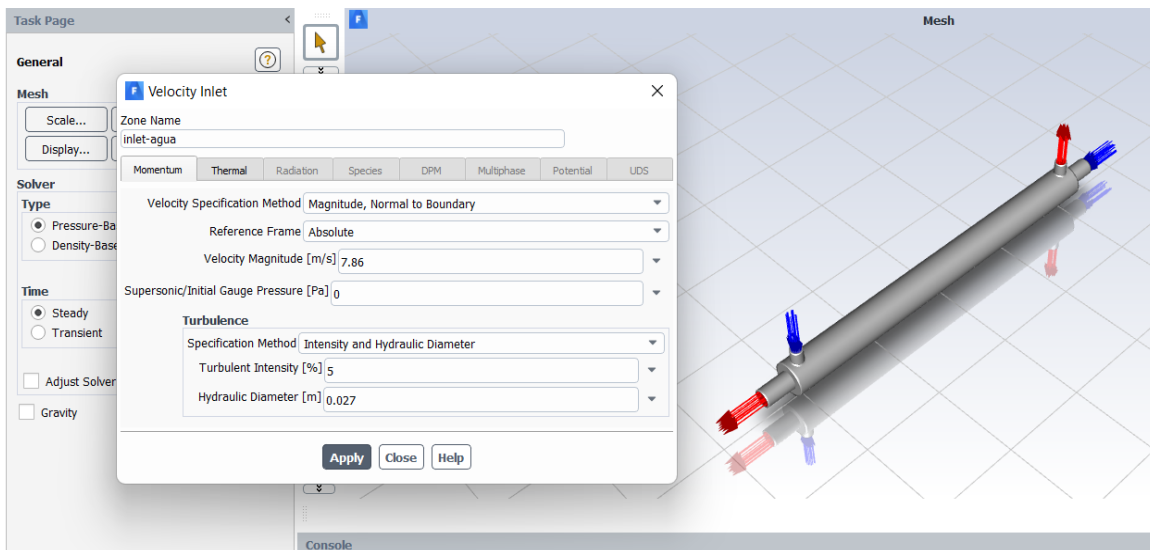 Task Page
<
Mesh
General
?
Mesh
Scale...
Display...
Solver
Type
Pressure-Ba
Density-Base
Time
Steady
Transient
Adjust Solver
Gravity
F Velocity Inlet
Zone Name
inlet-agua
Momentum Thermal Radiation Species DPM Multiphase Potential UDS
Velocity Specification Method Magnitude, Normal to Boundary
Reference Frame Absolute
Velocity Magnitude [m/s] 7.86
Supersonic/Initial Gauge Pressure [Pa] 0
Turbulence
Specification Method Intensity and Hydraulic Diameter
Turbulent Intensity [%] 5
Hydraulic Diameter [m] 0.027
Apply Close Help
Console